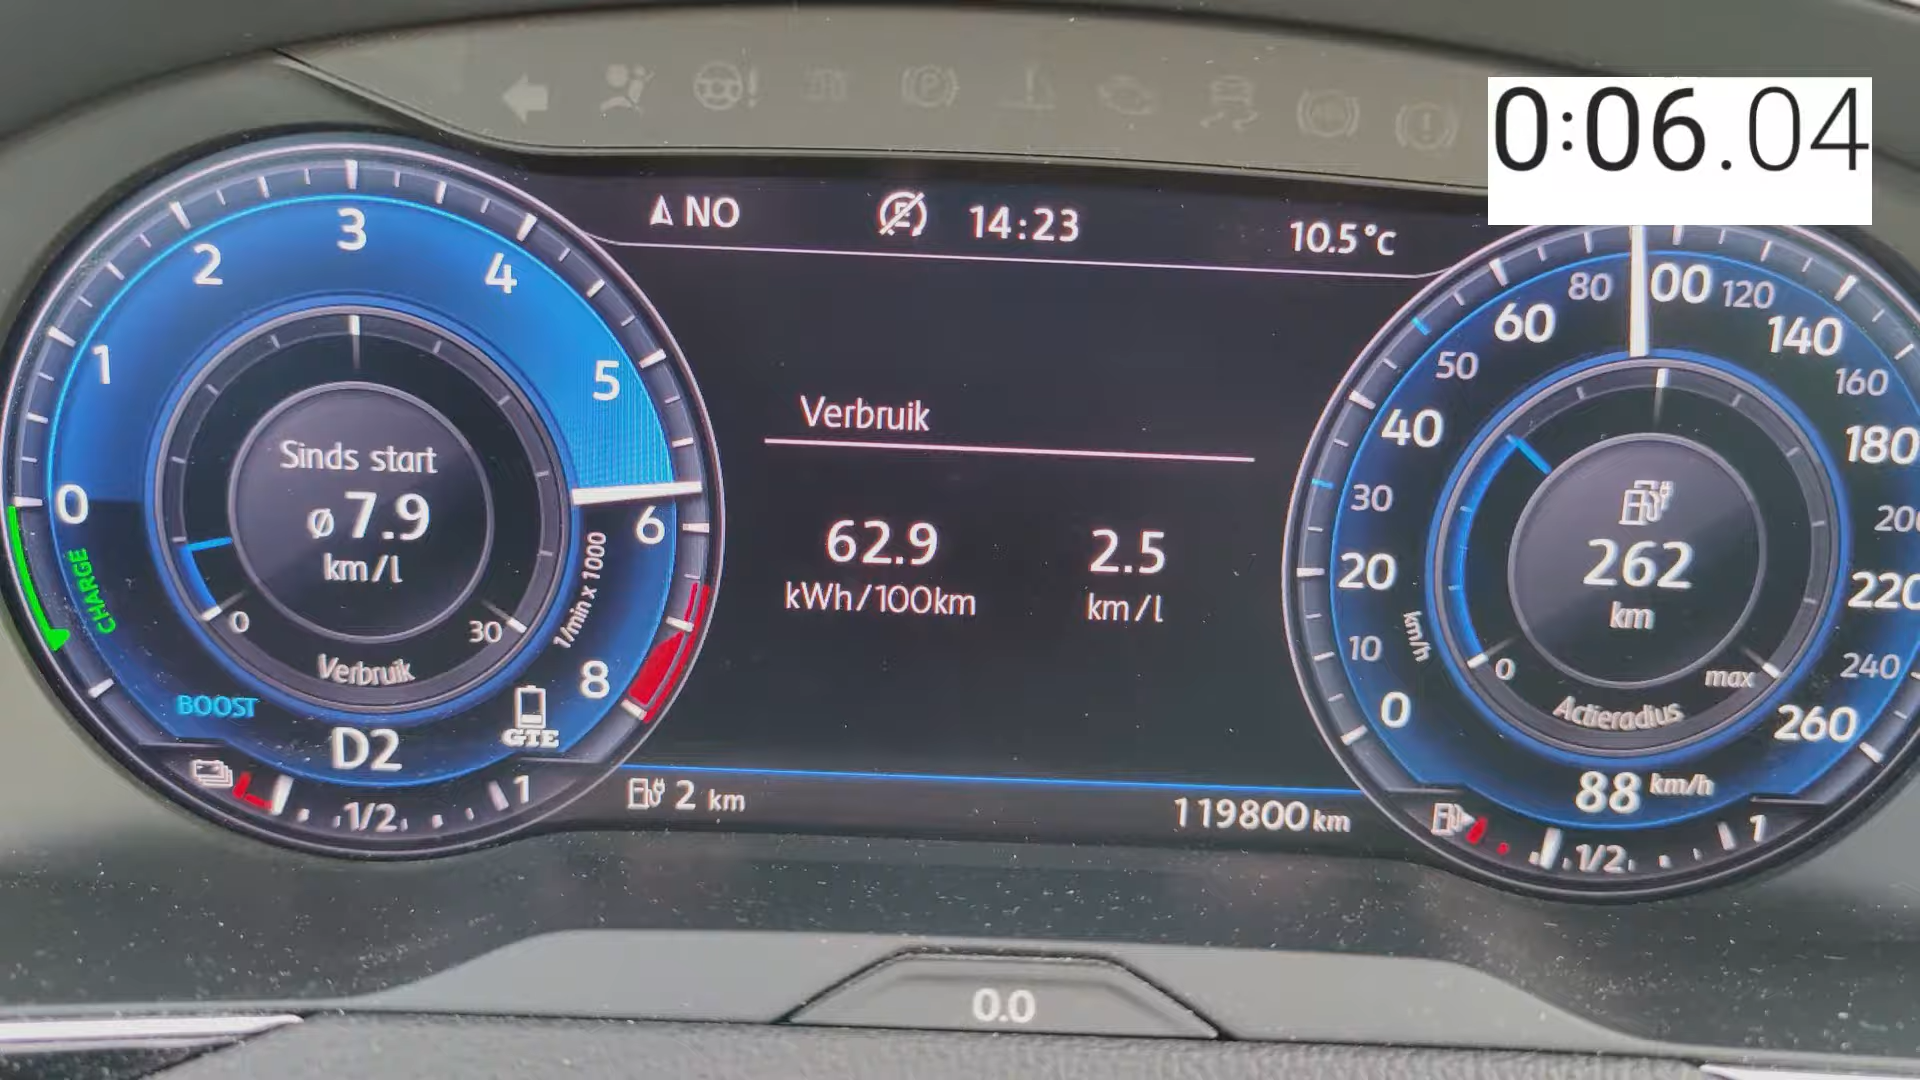 0:06.04
NO
14:23
10.5°C
0
1
2
3
4
5
6
8
1/min x 1000
CHARGE
BOOST
Sinds start
ø 7.9
km/l
0
30
Verbruik
D2
GTE
1/2
1
Verbruik
62.9
2.5
kWh/100km
km/l
2 km
119800 km
0
10
20
30
40
50
60
80
00
120
140
160
180
200
220
240
260
km/h
262
km
0
max
Actieradius
88 km/h
1/2
1
0.0